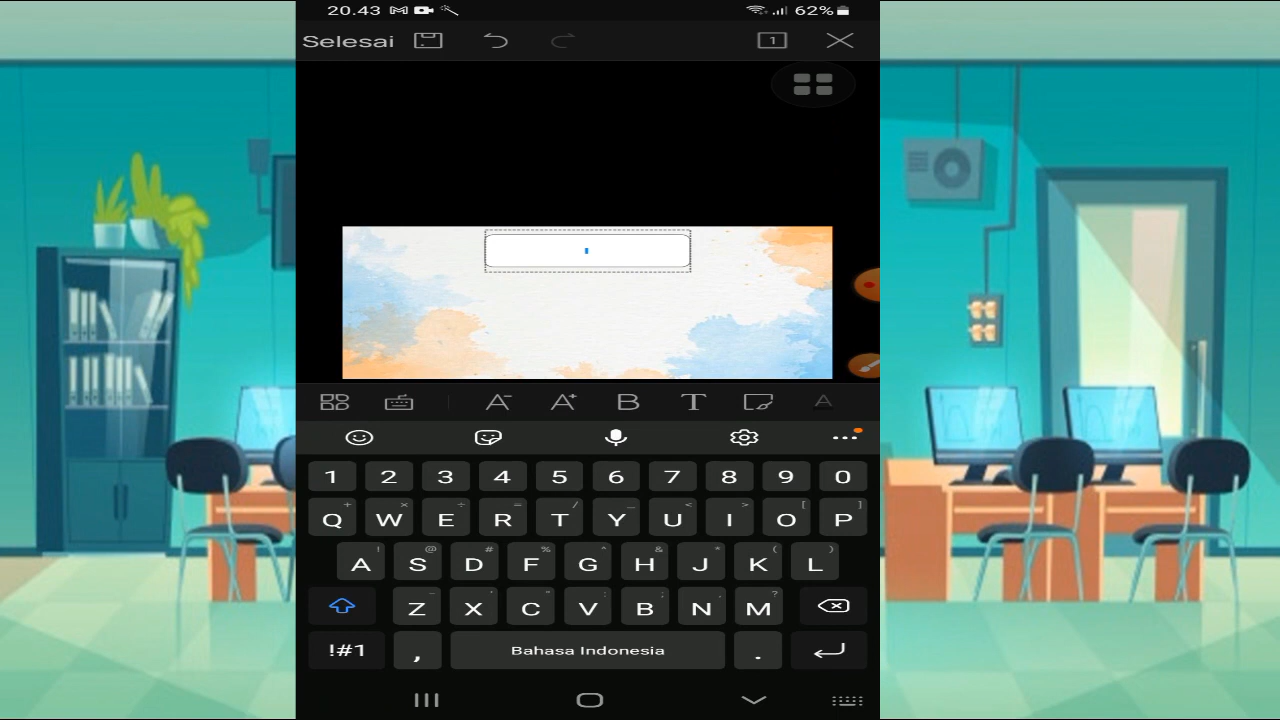 20.43 62%
Selesai 1
A- A+ B T A
1 2 3 4 5 6 7 8 9 0
Q W E R T Y U I O P
A S D F G H J K L
Z X C V B N M
!#1 , Bahasa Indonesia .